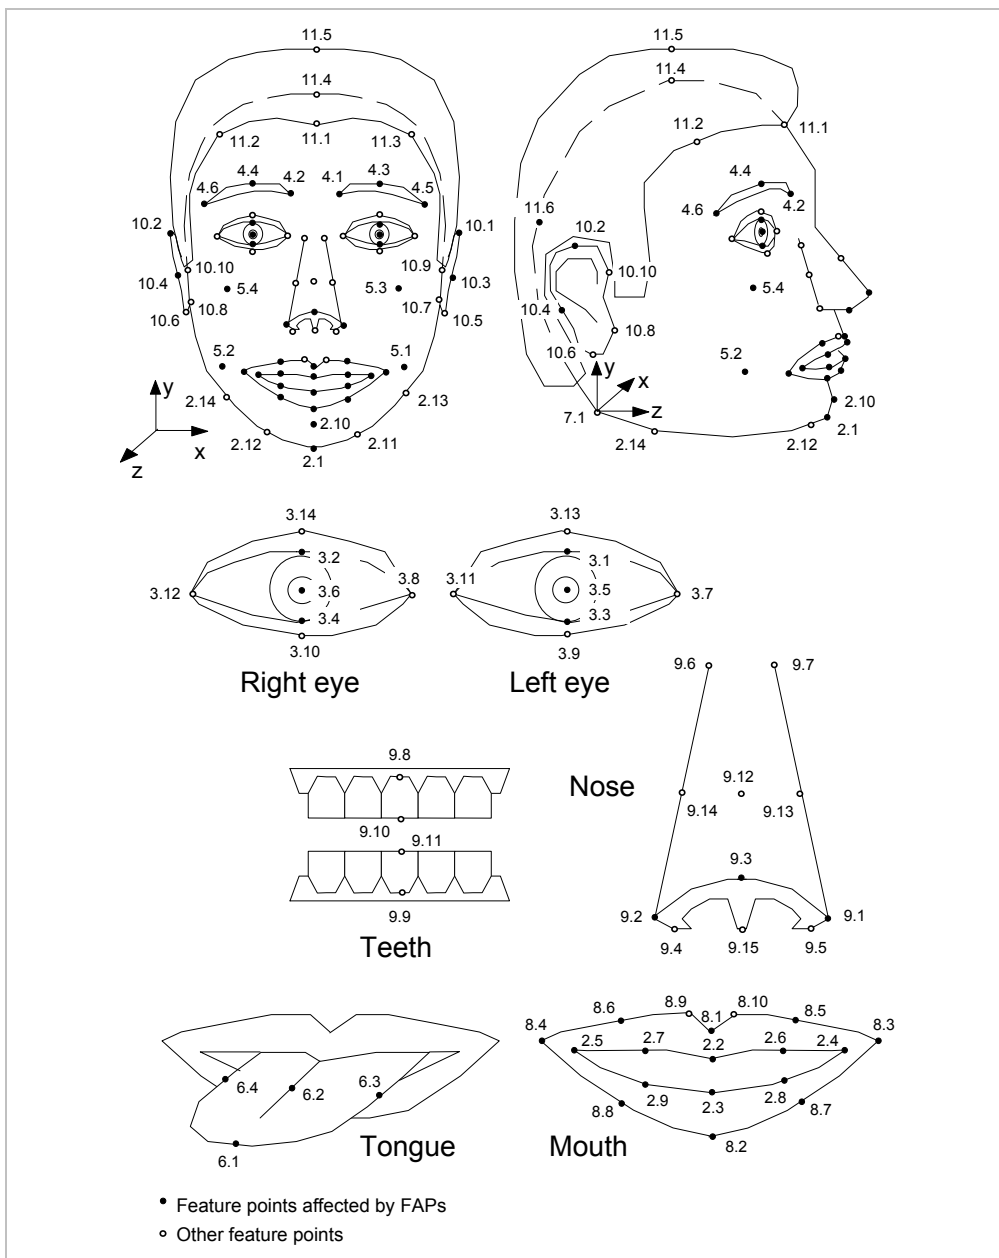 11.5
11.4
11.2 11.1 11.3
4.4 4.2 4.1 4.3
4.6 4.5
10.2 10.1
10.10 10.9
10.4 10.3
5.4 5.3
10.8 10.7
10.6 10.5
5.2 5.1
y
2.14 2.13
2.10
x
2.12 2.11
z
2.1
11.5
11.4
11.2 11.1
4.4
4.6 4.2
11.6
10.2
10.10
5.4
10.4
10.8
10.6
5.2
y
x
z
7.1
2.10
2.14 2.12 2.1
3.14
3.2
3.12 3.6 3.8
3.4
3.10
Right eye
3.13
3.1
3.11 3.5 3.7
3.3
3.9
Left eye
9.8
9.10
9.11
9.9
Teeth
9.6 9.7
Nose
9.12
9.14 9.13
9.3
9.2 9.1
9.4 9.15 9.5
6.4 6.2 6.3
6.1
Tongue
8.6 8.9 8.1 8.10 8.5
8.4 8.3
2.5 2.7 2.2 2.6 2.4
2.9 2.3 2.8
8.8 8.7
8.2
Mouth
Feature points affected by FAPs
Other feature points